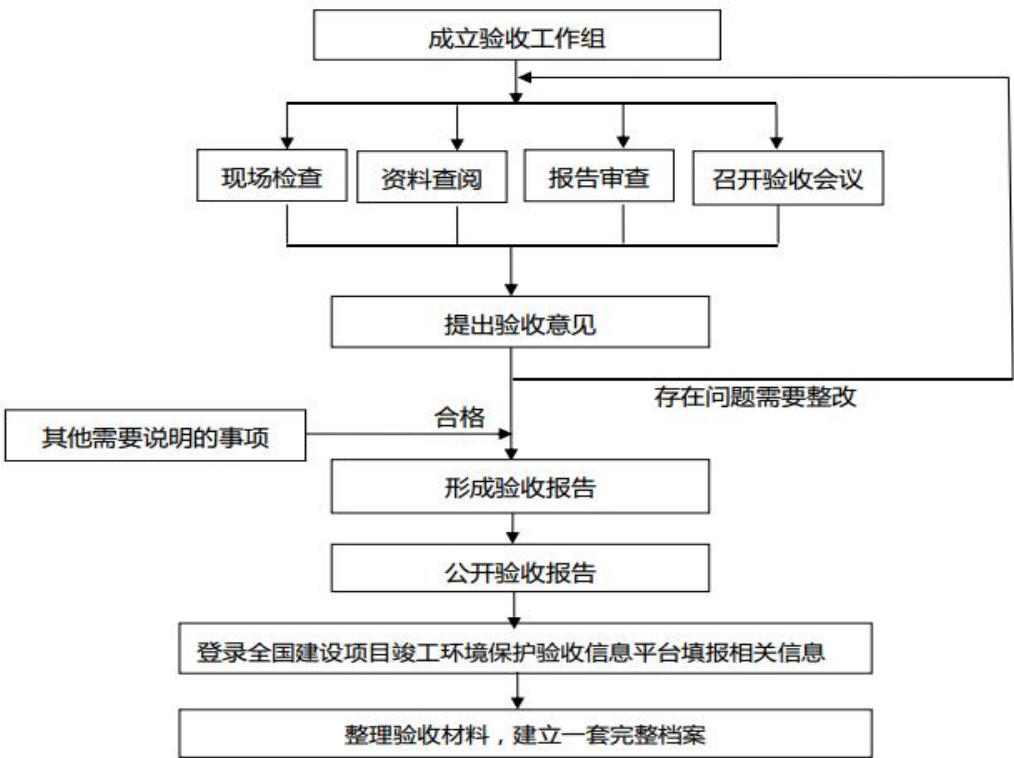 成立验收工作组
现场检查
资料查阅
报告审查
召开验收会议
提出验收意见
存在问题需要整改
合格
其他需要说明的事项
形成验收报告
公开验收报告
登录全国建设项目竣工环境保护验收信息平台填报相关信息
整理验收材料，建立一套完整档案